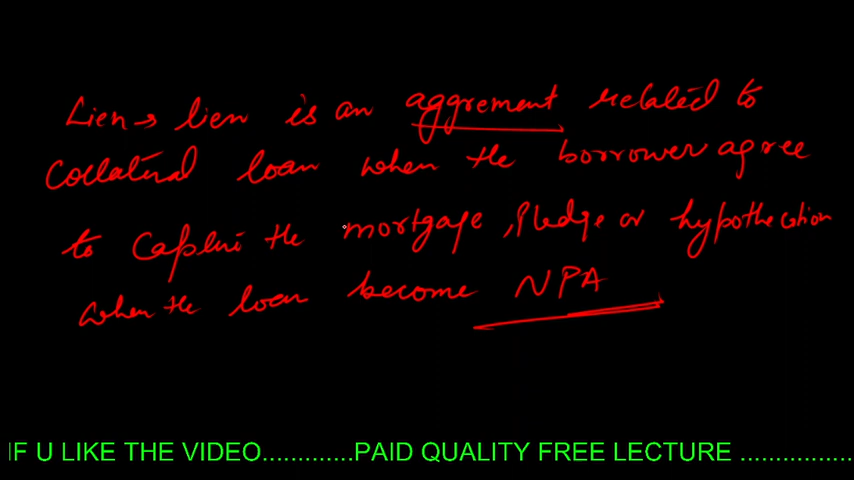 Lien → lien is an aggrement related to
Collateral loan when the borrower agree
to Capture the mortgage, Pledge or hypothecation
when the loan become NPA
IF U LIKE THE VIDEO.............PAID QUALITY FREE LECTURE ................